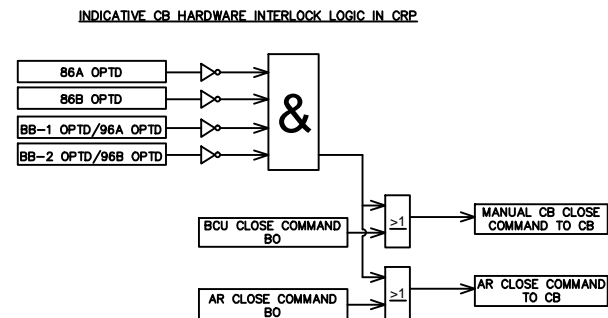 INDICATIVE CB HARDWARE INTERLOCK LOGIC IN CRP
86A OPTD
86B OPTD
BB-1 OPTD/96A OPTD
BB-2 OPTD/96B OPTD
&
BCU CLOSE COMMAND
BO
>1
MANUAL CB CLOSE
COMMAND TO CB
AR CLOSE COMMAND
BO
>1
AR CLOSE COMMAND
TO CB